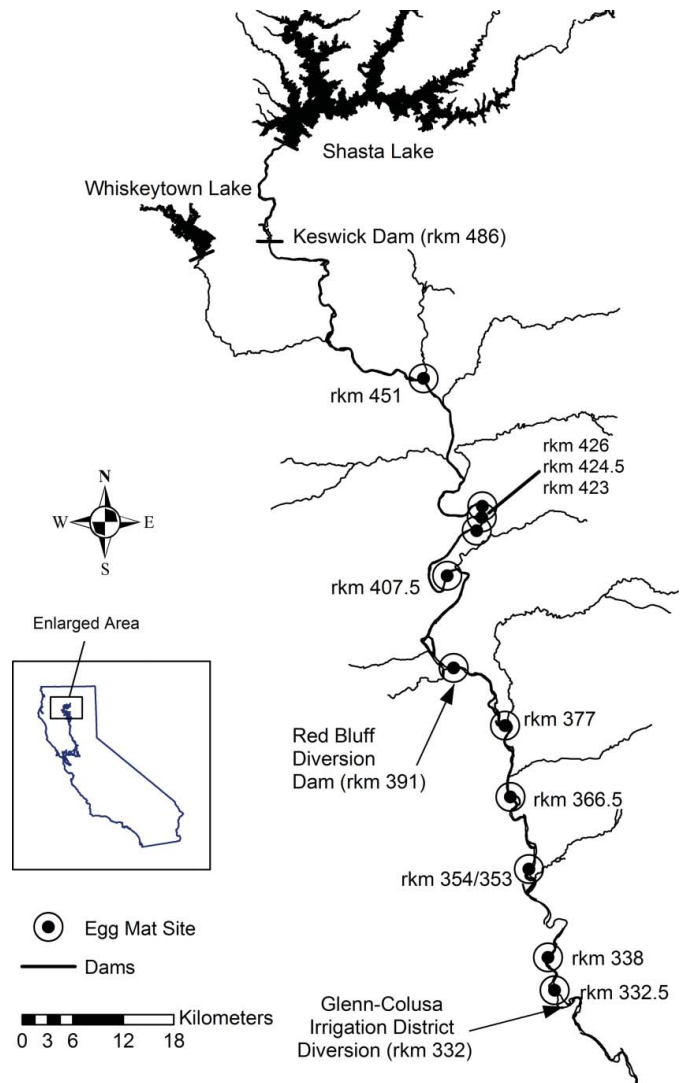 Shasta Lake
Whiskeytown Lake
Keswick Dam (rkm 486)
rkm 451
rkm 426
rkm 424.5
rkm 423
N
W
E
S
rkm 407.5
Enlarged Area
Red Bluff
Diversion
Dam (rkm 391)
rkm 377
rkm 366.5
rkm 354/353
Egg Mat Site
Dams
rkm 338
rkm 332.5
Kilometers
0 3 6 12 18
Glenn-Colusa
Irrigation District
Diversion (rkm 332)